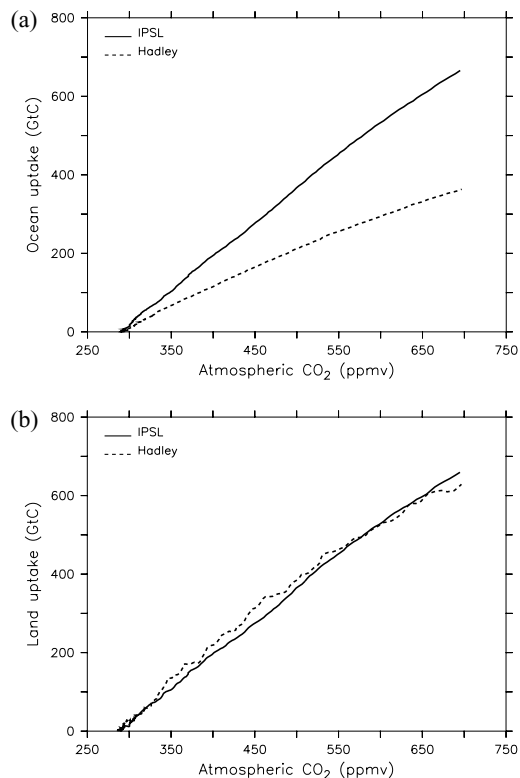 (a)
800
IPSL
Hadley
600
400
200
0
Ocean uptake (GtC)
250 350 450 550 650 750
Atmospheric CO₂ (ppmv)
(b)
800
IPSL
Hadley
600
400
200
0
Land uptake (GtC)
250 350 450 550 650 750
Atmospheric CO₂ (ppmv)